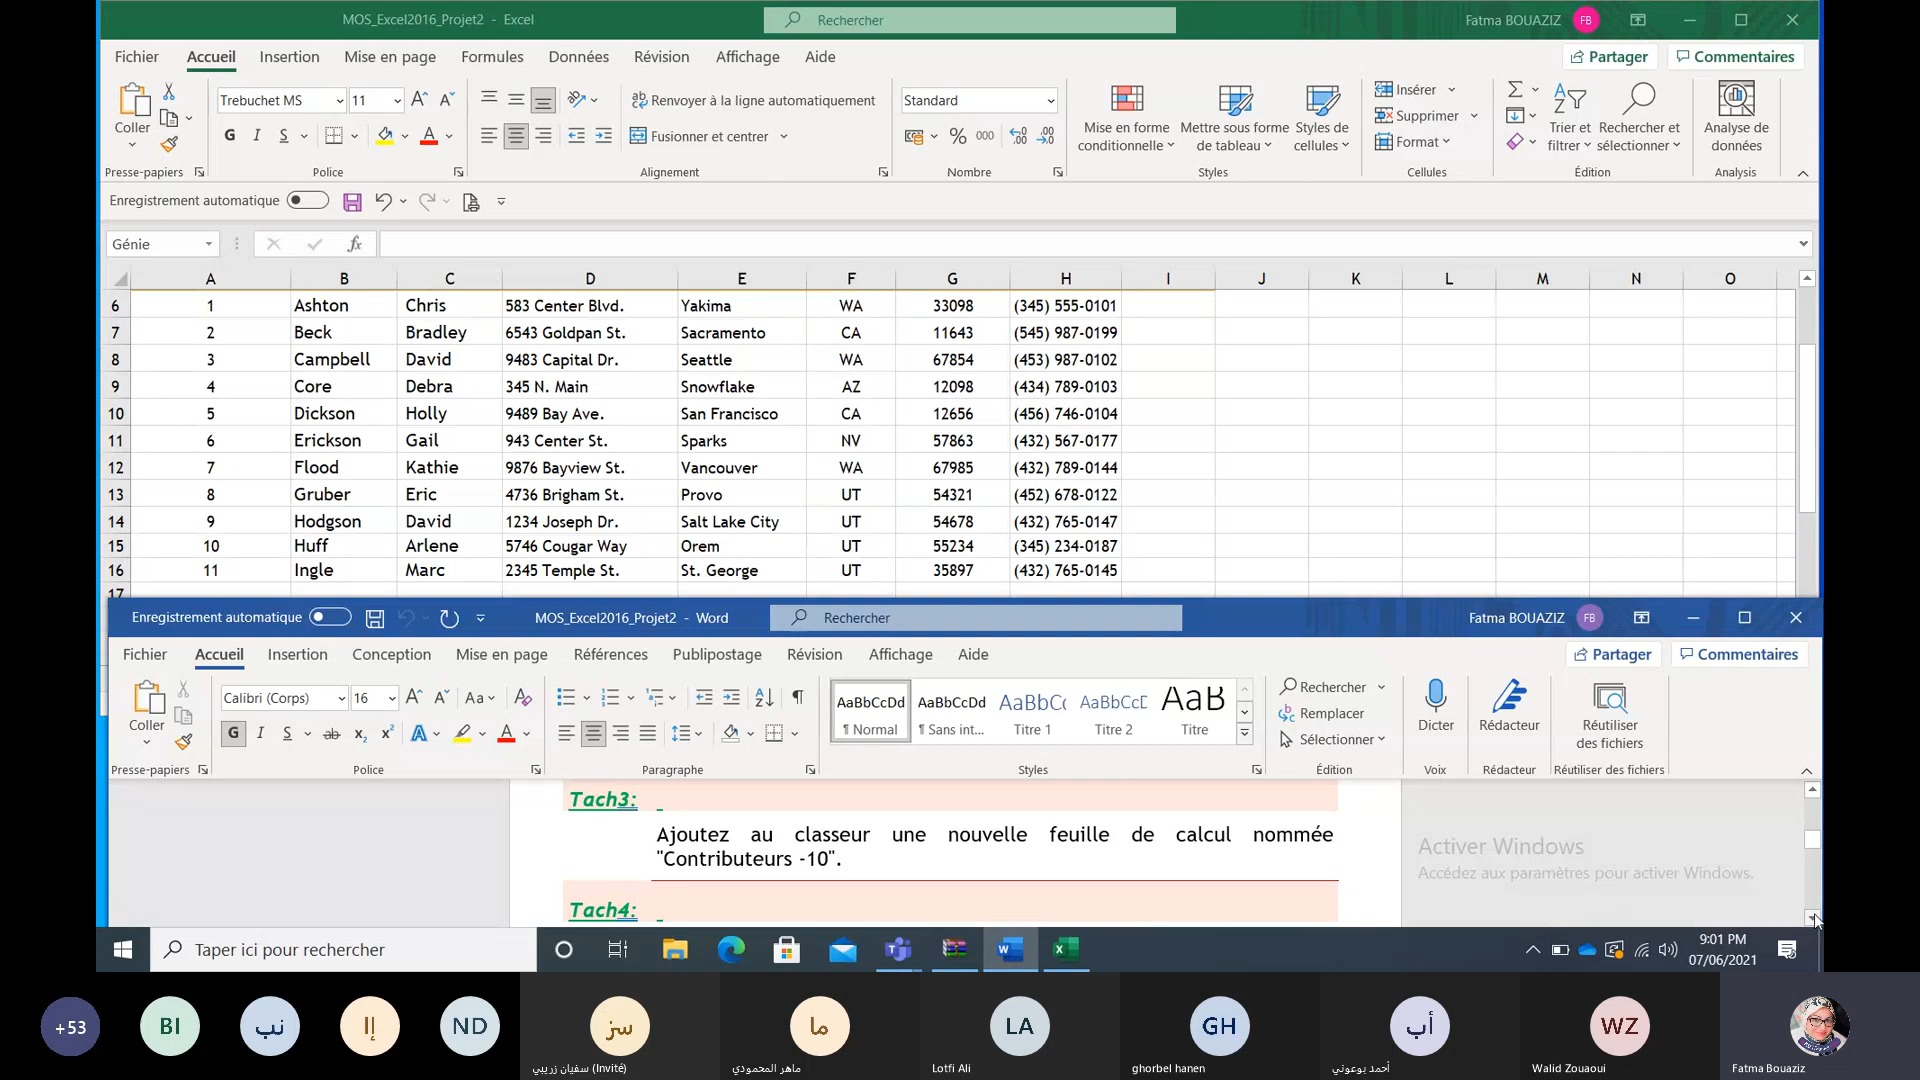 MOS_Excel2016_Projet2 - Excel
Rechercher
Fatma BOUAZIZ
FB
Fichier
Accueil
Insertion
Mise en page
Formules
Données
Révision
Affichage
Aide
Partager
Commentaires
Coller
Trebuchet MS
11
G I S
Renvoyer à la ligne automatiquement
Fusionner et centrer
Standard
% 000
Mise en forme conditionnelle
Mettre sous forme de tableau
Styles de cellules
Insérer
Supprimer
Format
Trier et filtrer
Rechercher et sélectionner
Analyse de données
Presse-papiers
Police
Alignement
Nombre
Styles
Cellules
Édition
Analysis
Enregistrement automatique
Génie
fx
A B C D E F G H I J K L M N O
6 1 Ashton Chris 583 Center Blvd. Yakima WA 33098 (345) 555-0101
7 2 Beck Bradley 6543 Goldpan St. Sacramento CA 11643 (545) 987-0199
8 3 Campbell David 9483 Capital Dr. Seattle WA 67854 (453) 987-0102
9 4 Core Debra 345 N. Main Snowflake AZ 12098 (434) 789-0103
10 5 Dickson Holly 9489 Bay Ave. San Francisco CA 12656 (456) 746-0104
11 6 Erickson Gail 943 Center St. Sparks NV 57863 (432) 567-0177
12 7 Flood Kathie 9876 Bayview St. Vancouver WA 67985 (432) 789-0144
13 8 Gruber Eric 4736 Brigham St. Provo UT 54321 (452) 678-0122
14 9 Hodgson David 1234 Joseph Dr. Salt Lake City UT 54678 (432) 765-0147
15 10 Huff Arlene 5746 Cougar Way Orem UT 55234 (345) 234-0187
16 11 Ingle Marc 2345 Temple St. St. George UT 35897 (432) 765-0145
17
Enregistrement automatique
MOS_Excel2016_Projet2 - Word
Rechercher
Fatma BOUAZIZ
FB
Fichier
Accueil
Insertion
Conception
Mise en page
Références
Publipostage
Révision
Affichage
Aide
Partager
Commentaires
Coller
Calibri (Corps)
16
Aa
G I S ab x₂ x² A A
AaBbCcDd AaBbCcDd AaBbCc AaBbCcD AaB
¶ Normal
¶ Sans int...
Titre 1
Titre 2
Titre
Rechercher
Remplacer
Sélectionner
Dicter
Rédacteur
Réutiliser des fichiers
Presse-papiers
Police
Paragraphe
Styles
Édition
Voix
Rédacteur
Réutiliser des fichiers
Tach3:
Ajoutez au classeur une nouvelle feuille de calcul nommée
"Contributeurs -10".
Tach4:
Activer Windows
Accédez aux paramètres pour activer Windows.
Taper ici pour rechercher
9:01 PM
07/06/2021
+53
BI
نب
إا
ND
سز
ما
LA
GH
أب
WZ
سفيان زريبي (Invité)
ماهر المحمودي
Lotfi Ali
ghorbel hanen
أحمد بوعوني
Walid Zouaoui
Fatma Bouaziz